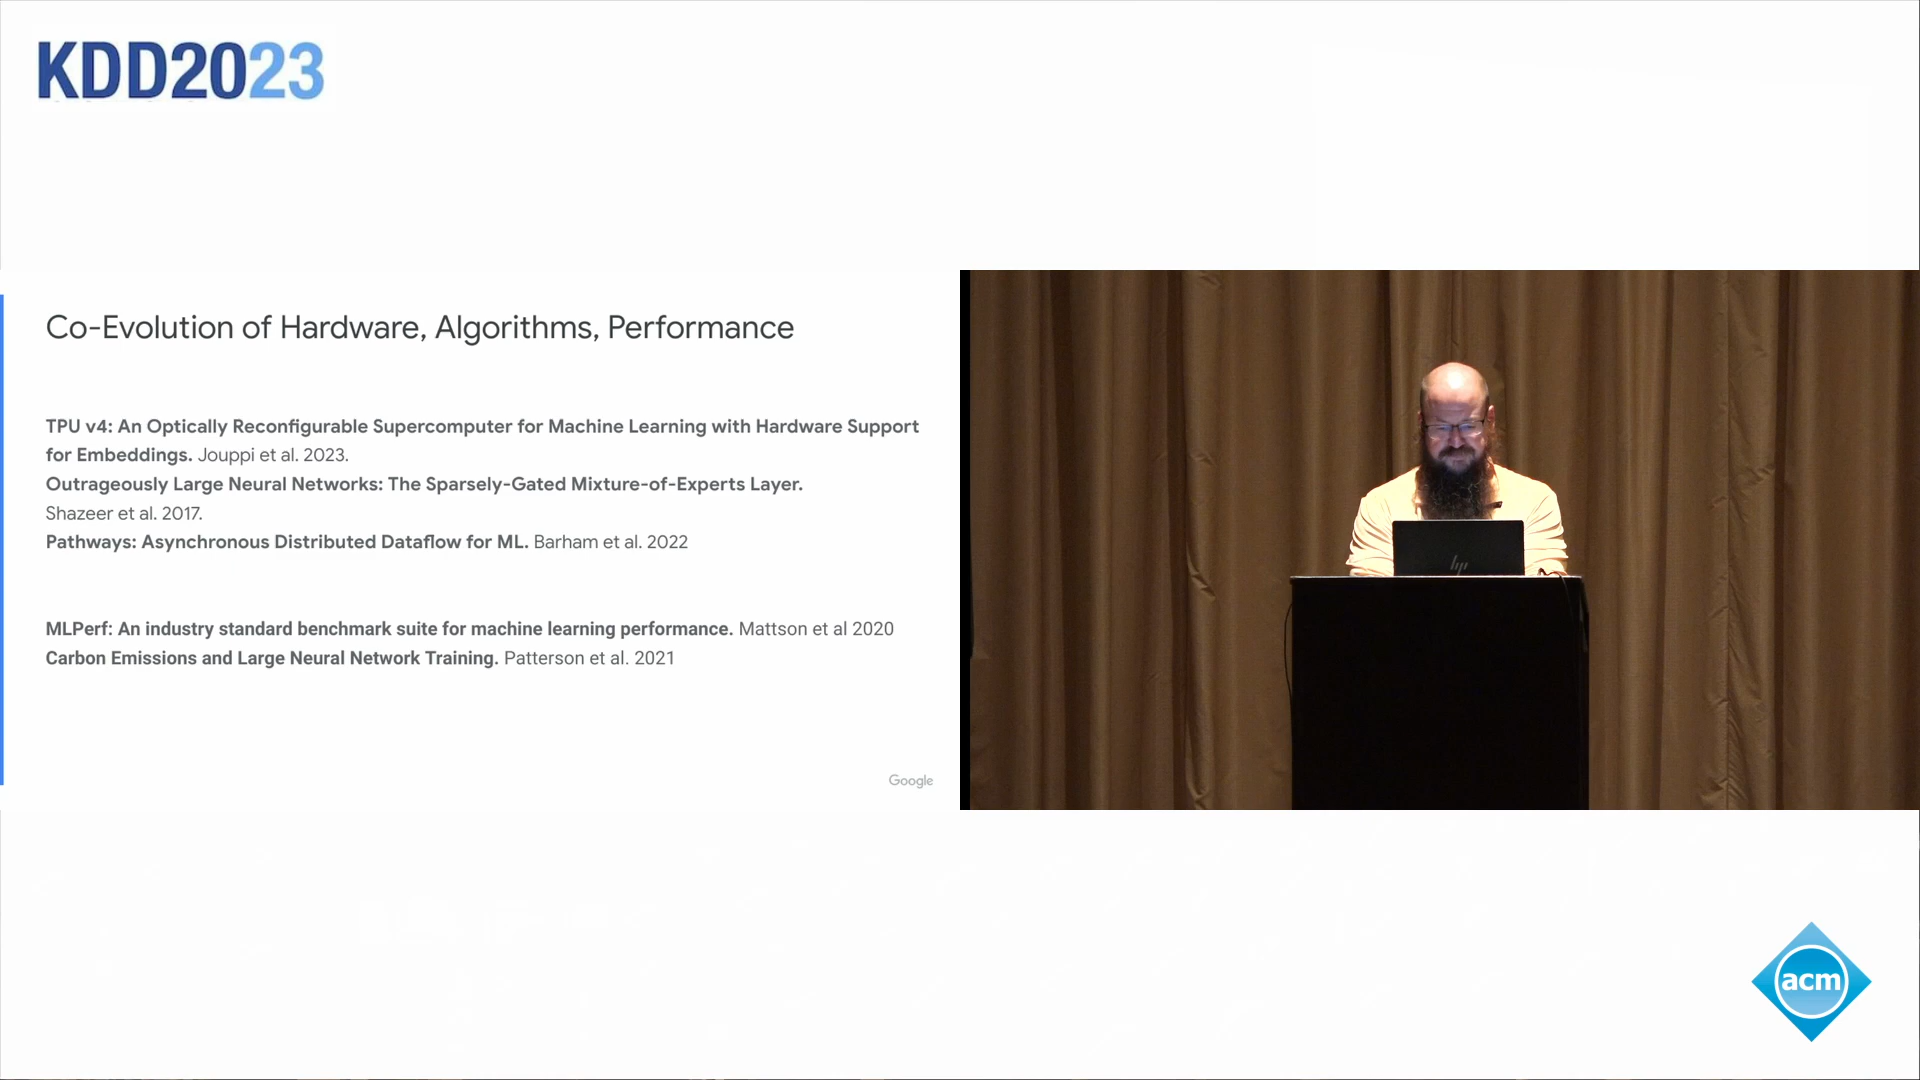 KDD2023
Co-Evolution of Hardware, Algorithms, Performance
TPU v4: An Optically Reconfigurable Supercomputer for Machine Learning with Hardware Support
for Embeddings. Jouppi et al. 2023.
Outrageously Large Neural Networks: The Sparsely-Gated Mixture-of-Experts Layer.
Shazeer et al. 2017.
Pathways: Asynchronous Distributed Dataflow for ML. Barham et al. 2022
MLPerf: An industry standard benchmark suite for machine learning performance. Mattson et al 2020
Carbon Emissions and Large Neural Network Training. Patterson et al. 2021
Google
hp
acm